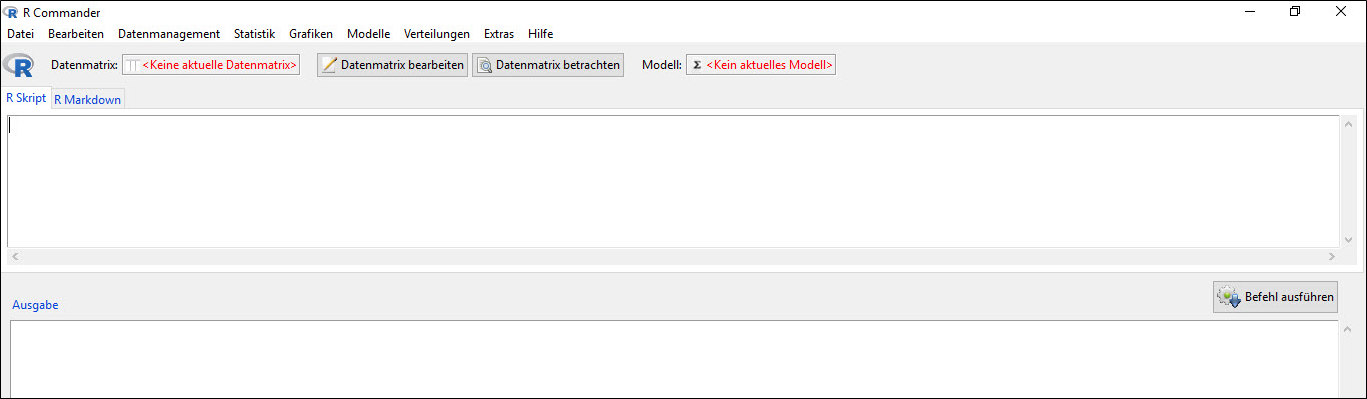 R Commander
Datei Bearbeiten Datenmanagement Statistik Grafiken Modelle Verteilungen Extras Hilfe
R Datenmatrix: <Keine aktuelle Datenmatrix> Datenmatrix bearbeiten Datenmatrix betrachten Modell: Σ <Kein aktuelles Modell>
R Skript R Markdown
Befehl ausführen
Ausgabe